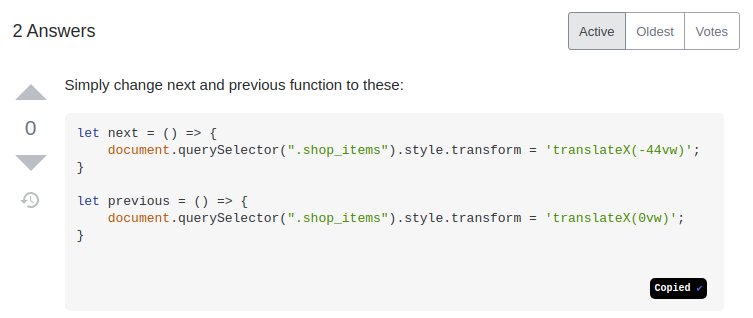 2 Answers
Active Oldest Votes
Simply change next and previous function to these:
0
let next = () => {
    document.querySelector(".shop_items").style.transform = 'translateX(-44vw)';
}
let previous = () => {
    document.querySelector(".shop_items").style.transform = 'translateX(0vw)';
}
Copied ✓